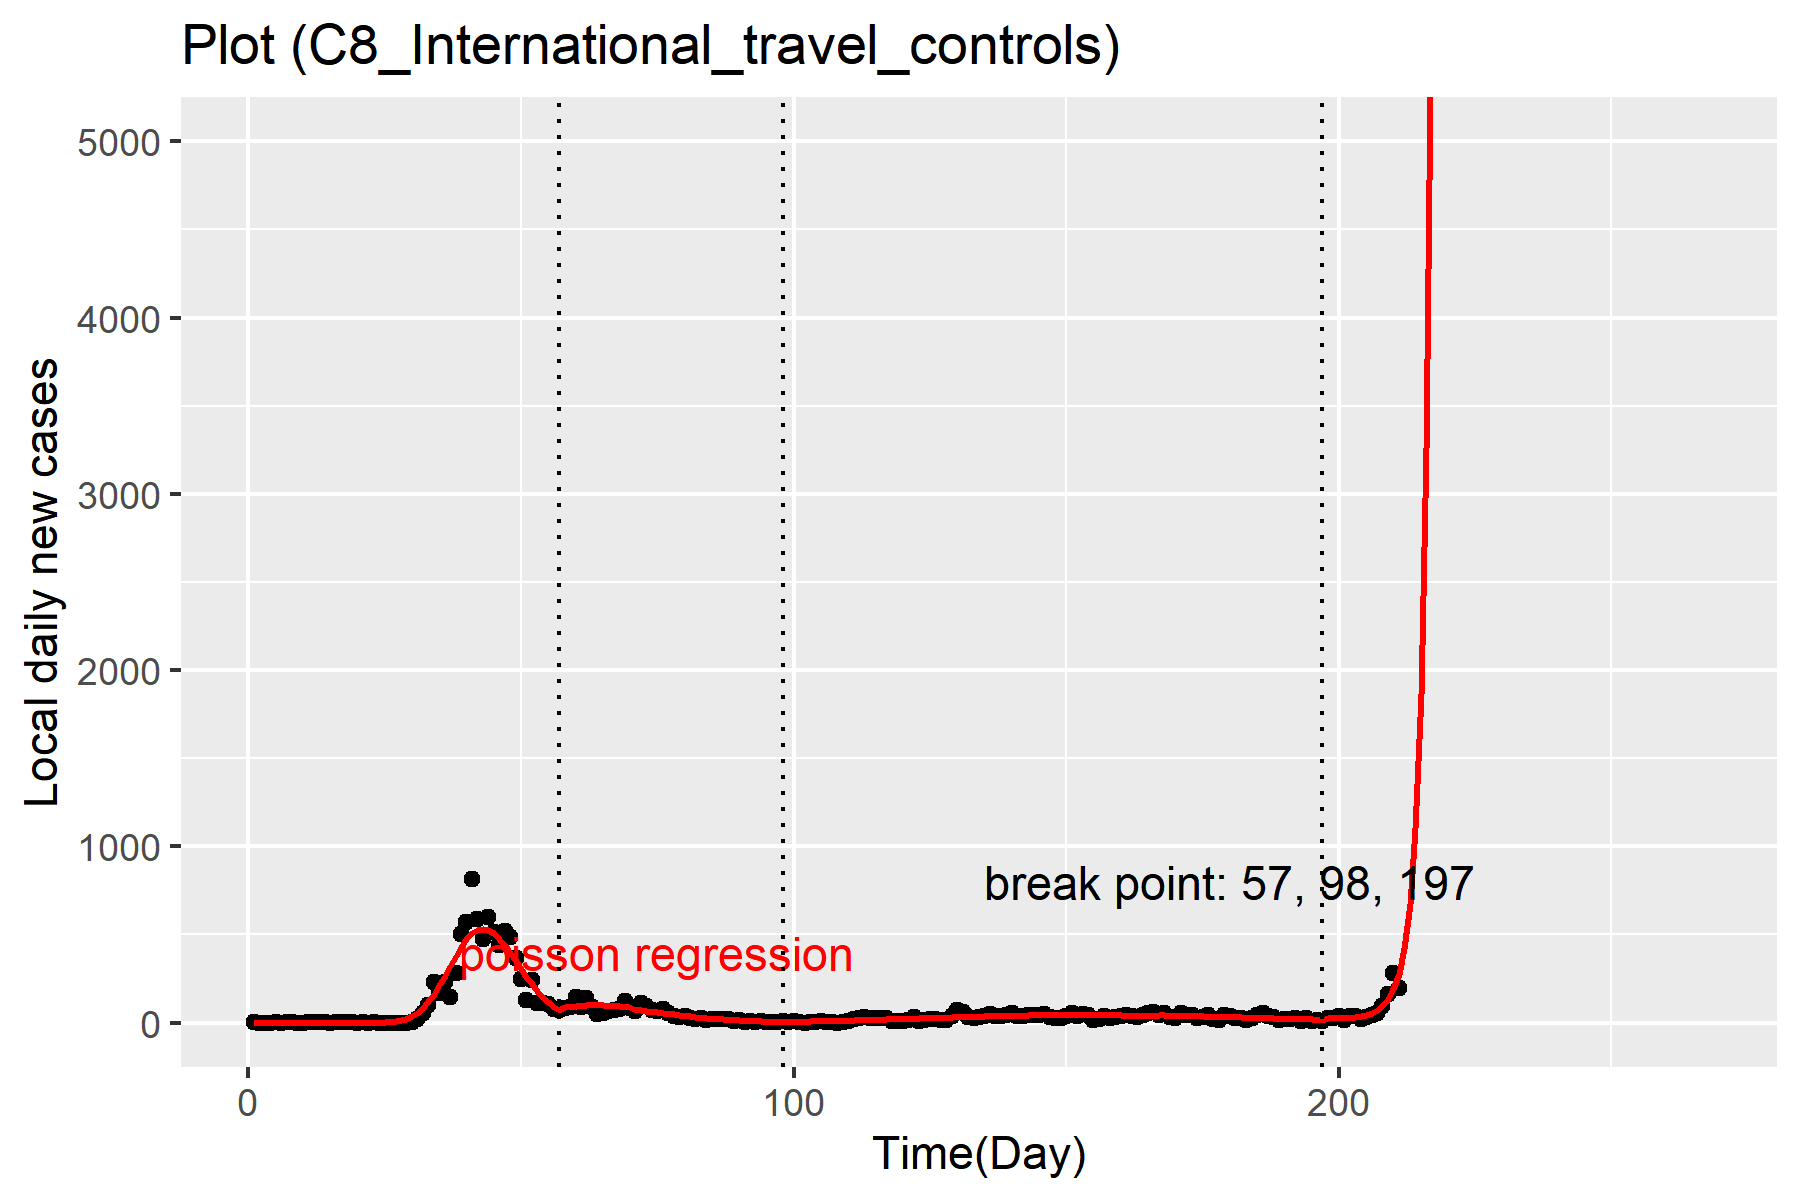 Plot (C8_International_travel_controls)
Local daily new cases
5000
4000
3000
2000
1000
0
break point: 57, 98, 197
poisson regression
0
100
200
Time(Day)